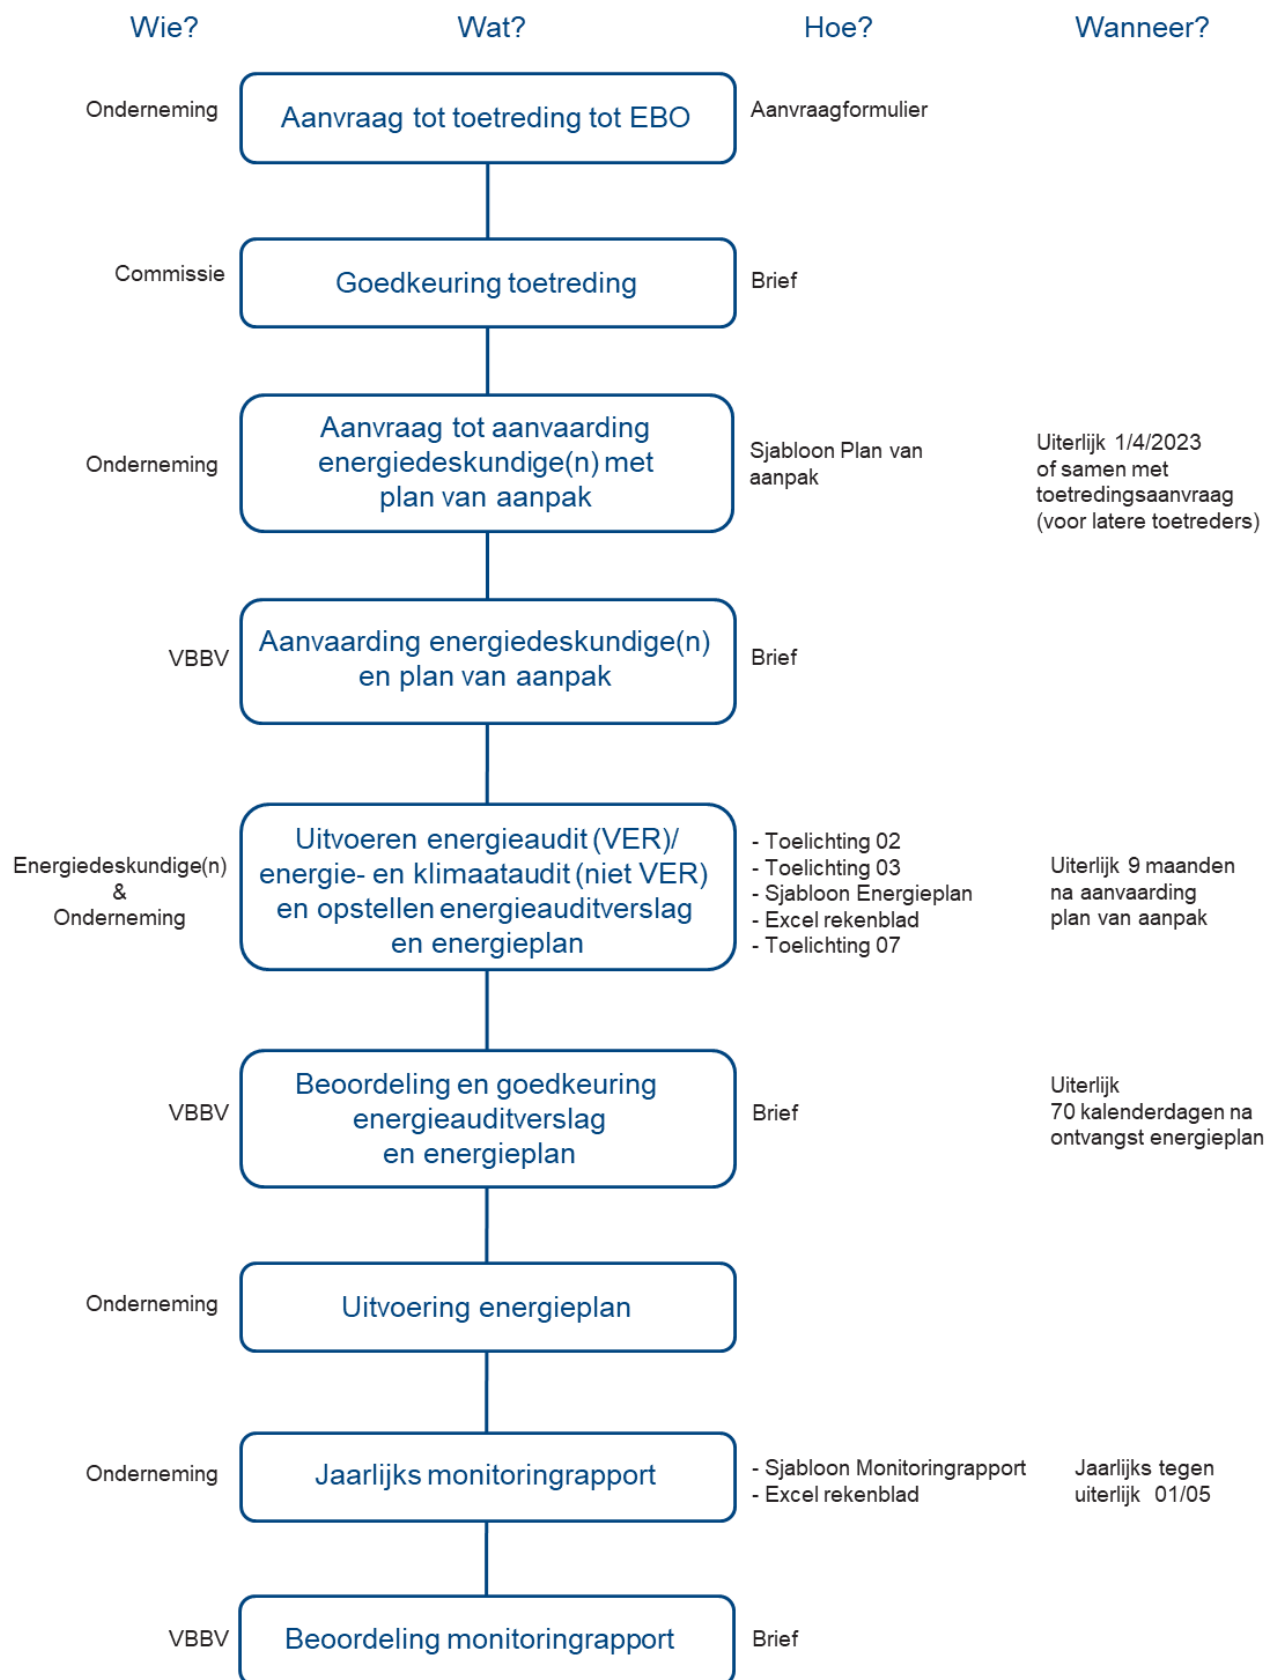 Wie?
Wat?
Hoe?
Wanneer?
Onderneming
Aanvraag tot toetreding tot EBO
Aanvraagformulier
Commissie
Goedkeuring toetreding
Brief
Onderneming
Aanvraag tot aanvaarding
energiedeskundige(n) met
plan van aanpak
Sjabloon Plan van
aanpak
Uiterlijk 1/4/2023
of samen met
toetredingsaanvraag
(voor latere toetreders)
VBBV
Aanvaarding energiedeskundige(n)
en plan van aanpak
Brief
Energiedeskundige(n)
&
Onderneming
Uitvoeren energieaudit (VER)/
energie- en klimaataudit (niet VER)
en opstellen energieauditverslag
en energieplan
- Toelichting 02
- Toelichting 03
- Sjabloon Energieplan
- Excel rekenblad
- Toelichting 07
Uiterlijk 9 maanden
na aanvaarding
plan van aanpak
VBBV
Beoordeling en goedkeuring
energieauditverslag
en energieplan
Brief
Uiterlijk
70 kalenderdagen na
ontvangst energieplan
Onderneming
Uitvoering energieplan
Onderneming
Jaarlijks monitoringrapport
- Sjabloon Monitoringrapport
- Excel rekenblad
Jaarlijks tegen
uiterlijk 01/05
VBBV
Beoordeling monitoringrapport
Brief